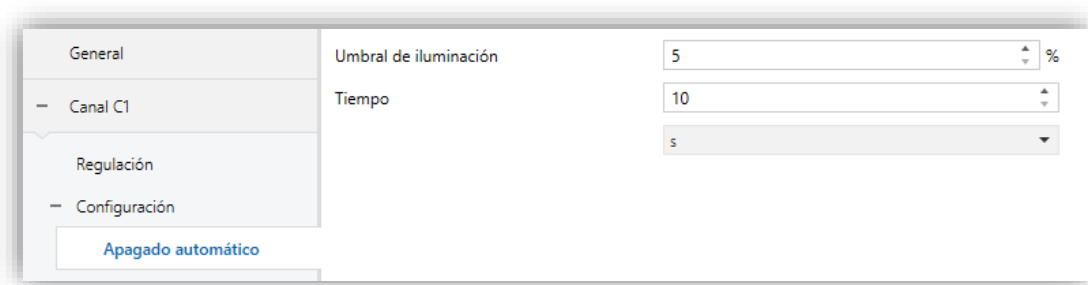 General
Canal C1
Regulación
Configuración
Apagado automático
Umbral de iluminación 5 %
Tiempo 10
s